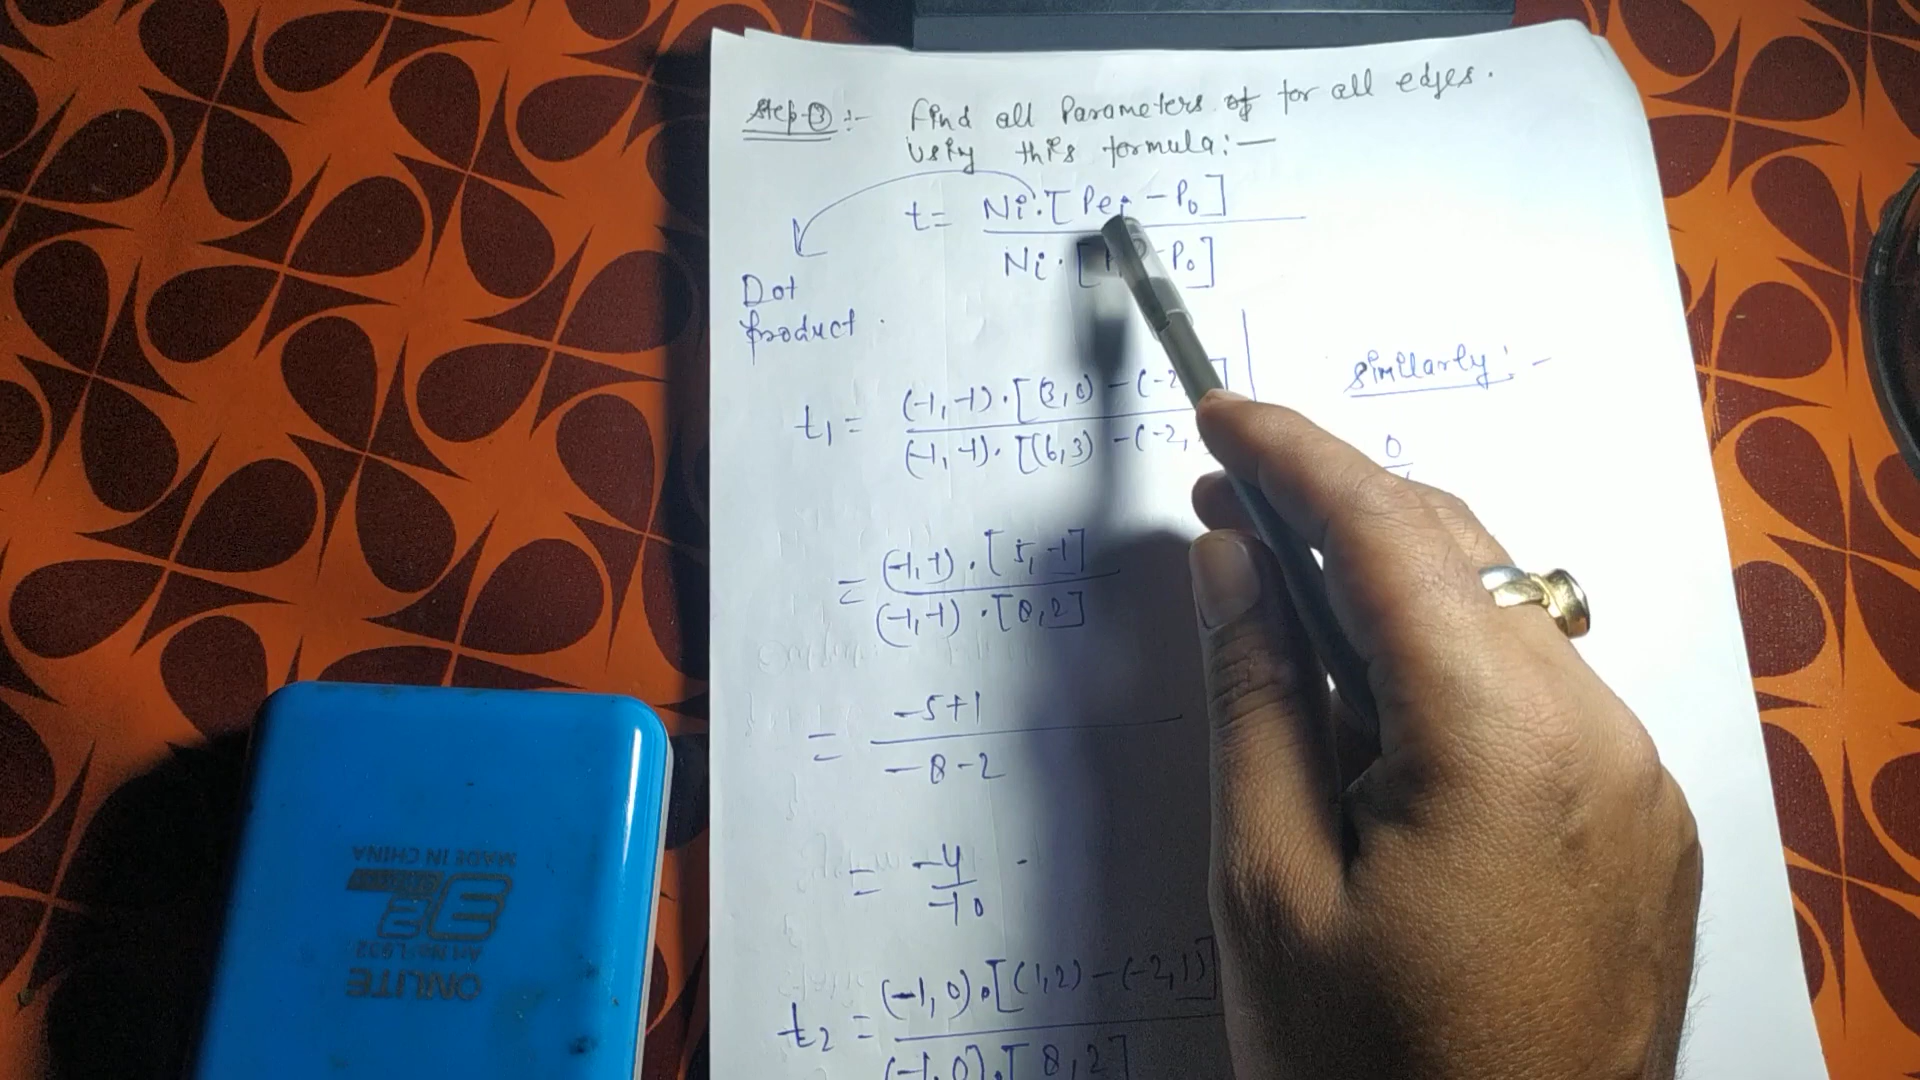 Step-③ :- Find all Parameters of for all edges.
Using this formula:-
t = Ni.[Pei - P0]
Ni.[ - P0]
Dot
Product.
t1 = (-1,-1).[(3,0) - (-2
(-1,-1).[(6,3) - (-2,
= (-1,-1).[5,-1]
(-1,-1).[8,2]
= -5+1
-8-2
= -4
-10
t2 = (-1,0).[(1,2) - (-2,1)]
(-1,0).[8,2]
Similarly:-
0
MADE IN CHINA
ONLITE